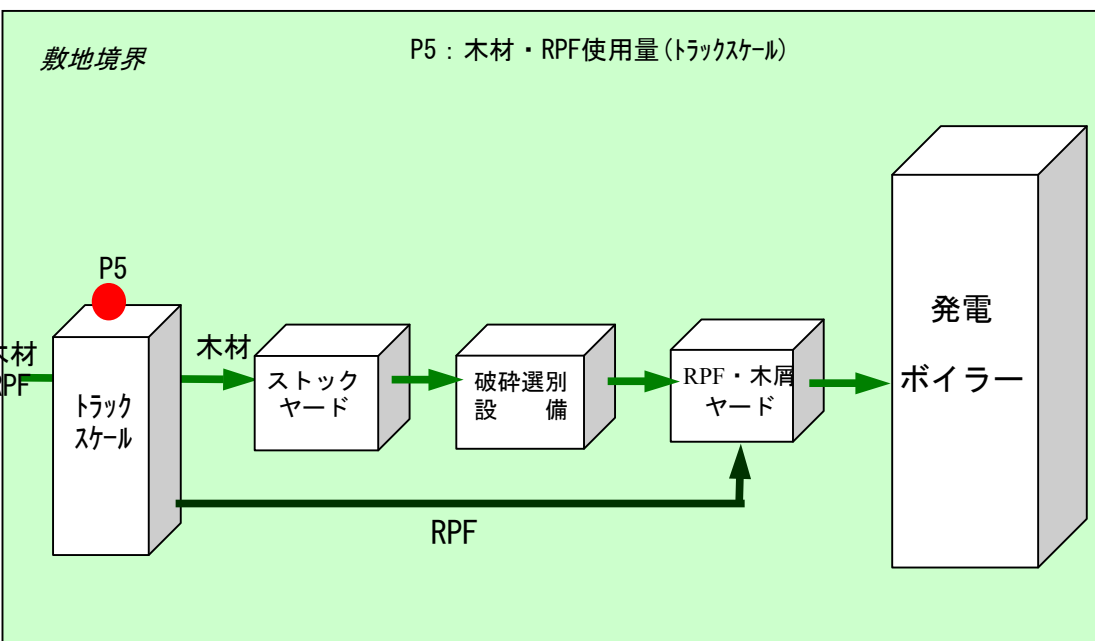 敷地境界
P5：木材・RPF使用量(ﾄﾗｯｸｽｹｰﾙ)
P5
木材
RPF
ﾄﾗｯｸ
ｽｹｰﾙ
木材
ストック
ヤード
破砕選別
設　備
RPF・木屑
ヤード
発電
ボイラー
RPF